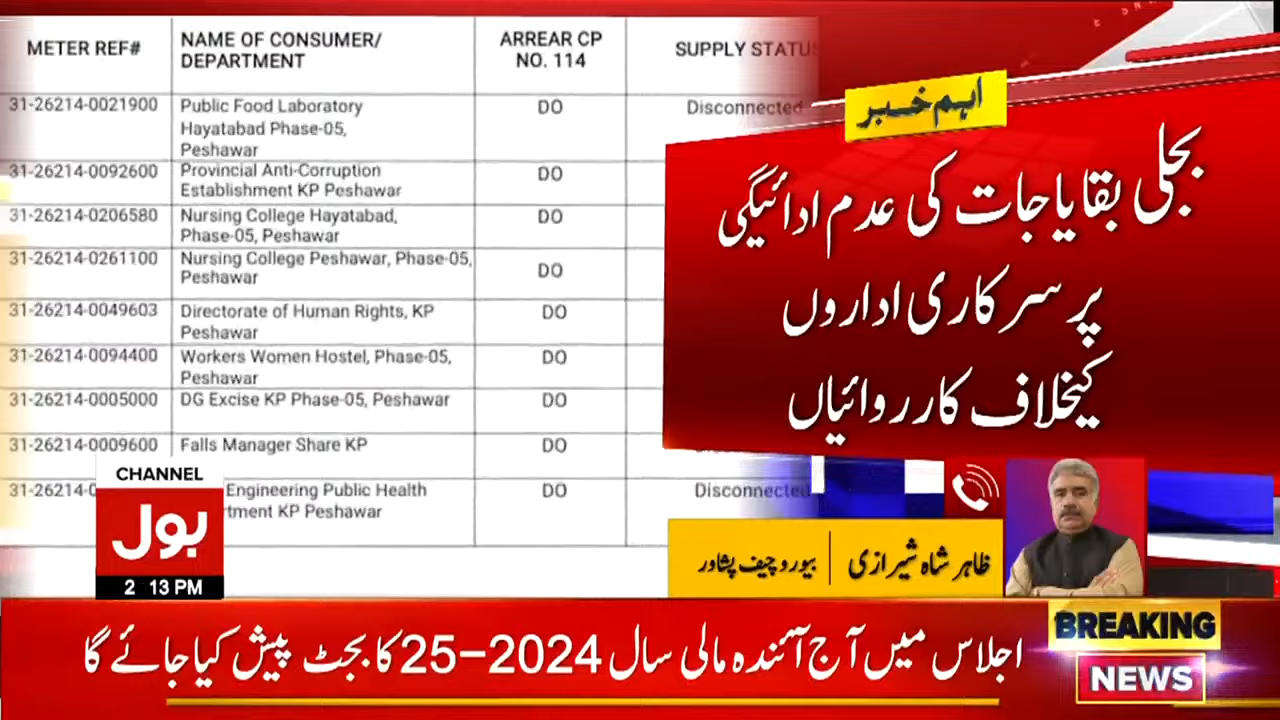 METER REF#
NAME OF CONSUMER/
DEPARTMENT
ARREAR CP
NO. 114
SUPPLY STATUS
31-26214-0021900
Public Food Laboratory
Hayatabad Phase-05,
Peshawar
DO
Disconnected
31-26214-0092600
Provincial Anti-Corruption
Establishment KP Peshawar
DO
31-26214-0206580
Nursing College Hayatabad,
Phase-05, Peshawar
DO
31-26214-0261100
Nursing College Peshawar, Phase-05,
Peshawar
DO
31-26214-0049603
Directorate of Human Rights, KP
Peshawar
DO
31-26214-0094400
Workers Women Hostel, Phase-05,
Peshawar
DO
31-26214-0005000
DG Excise KP Phase-05, Peshawar
DO
31-26214-0009600
Falls Manager Share KP
DO
31-26214-0
Engineering Public Health
rtment KP Peshawar
DO
Disconnected
اہم خبر
بجلی بقایاجات کی عدم ادائیگی
پر سرکاری اداروں
کیخلاف کارروائیاں
ظاہر شاہ شیرازی
بیورو چیف پشاور
CHANNEL
بول
2 13 PM
اجلاس میں آج آئندہ مالی سال 2024-25 کا بجٹ پیش کیا جائے گا
BREAKING
NEWS